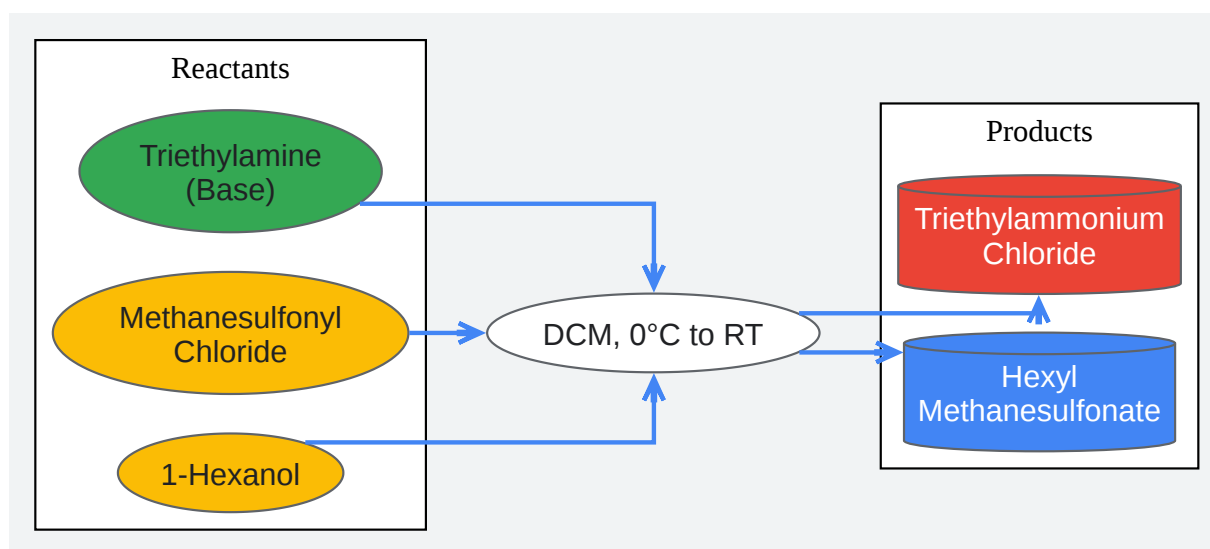 Reactants
Triethylamine
(Base)
Methanesulfonyl
Chloride
1-Hexanol
DCM, 0°C to RT
Products
Triethylammonium
Chloride
Hexyl
Methanesulfonate